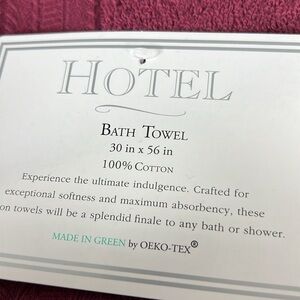 HOTEL
BATH TOWEL
30 in x 56 in
100% COTTON
Experience the ultimate indulgence. Crafted for
exceptional softness and maximum absorbency, these
on towels will be a splendid finale to any bath or shower.
MADE IN GREEN by OEKO-TEX®